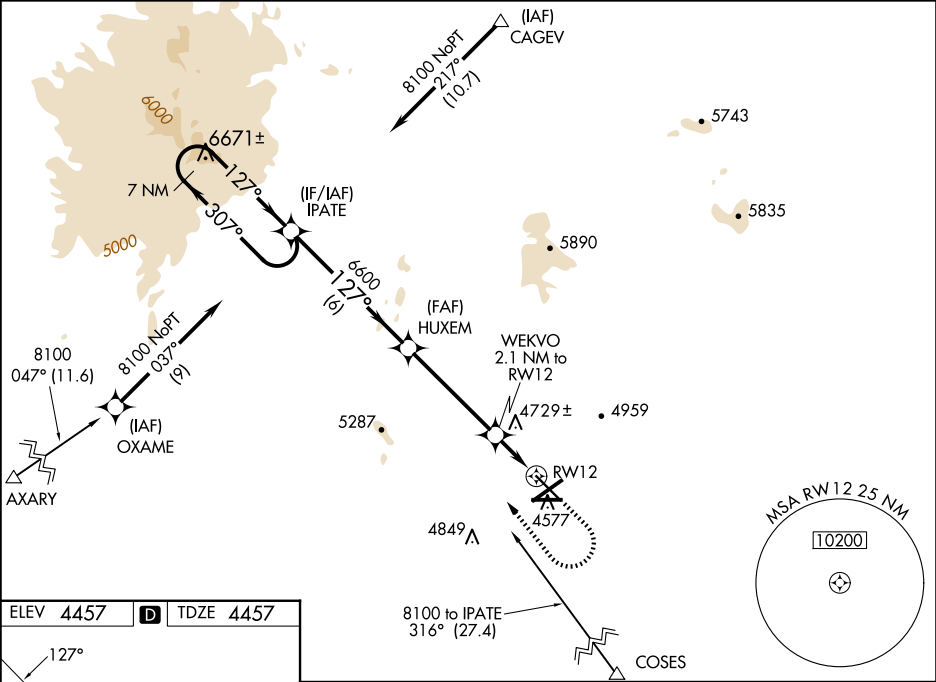 (IAF)
CAGEV
8100 NoPT
217°
(10.7)
6000
6671±
5743
7 NM
127°
(IF/IAF)
IPATE
307°
5835
5000
5890
6600
127°
(6)
(FAF)
HUXEM
8100 NoPT
037°
(9)
WEKVO
2.1 NM to
RW12
8100
047° (11.6)
4729±
4959
5287
(IAF)
OXAME
RW12
AXARY
4577
4849
MSA RW12 25 NM
10200
ELEV 4457 D TDZE 4457
8100 to IPATE
316° (27.4)
127°
COSES